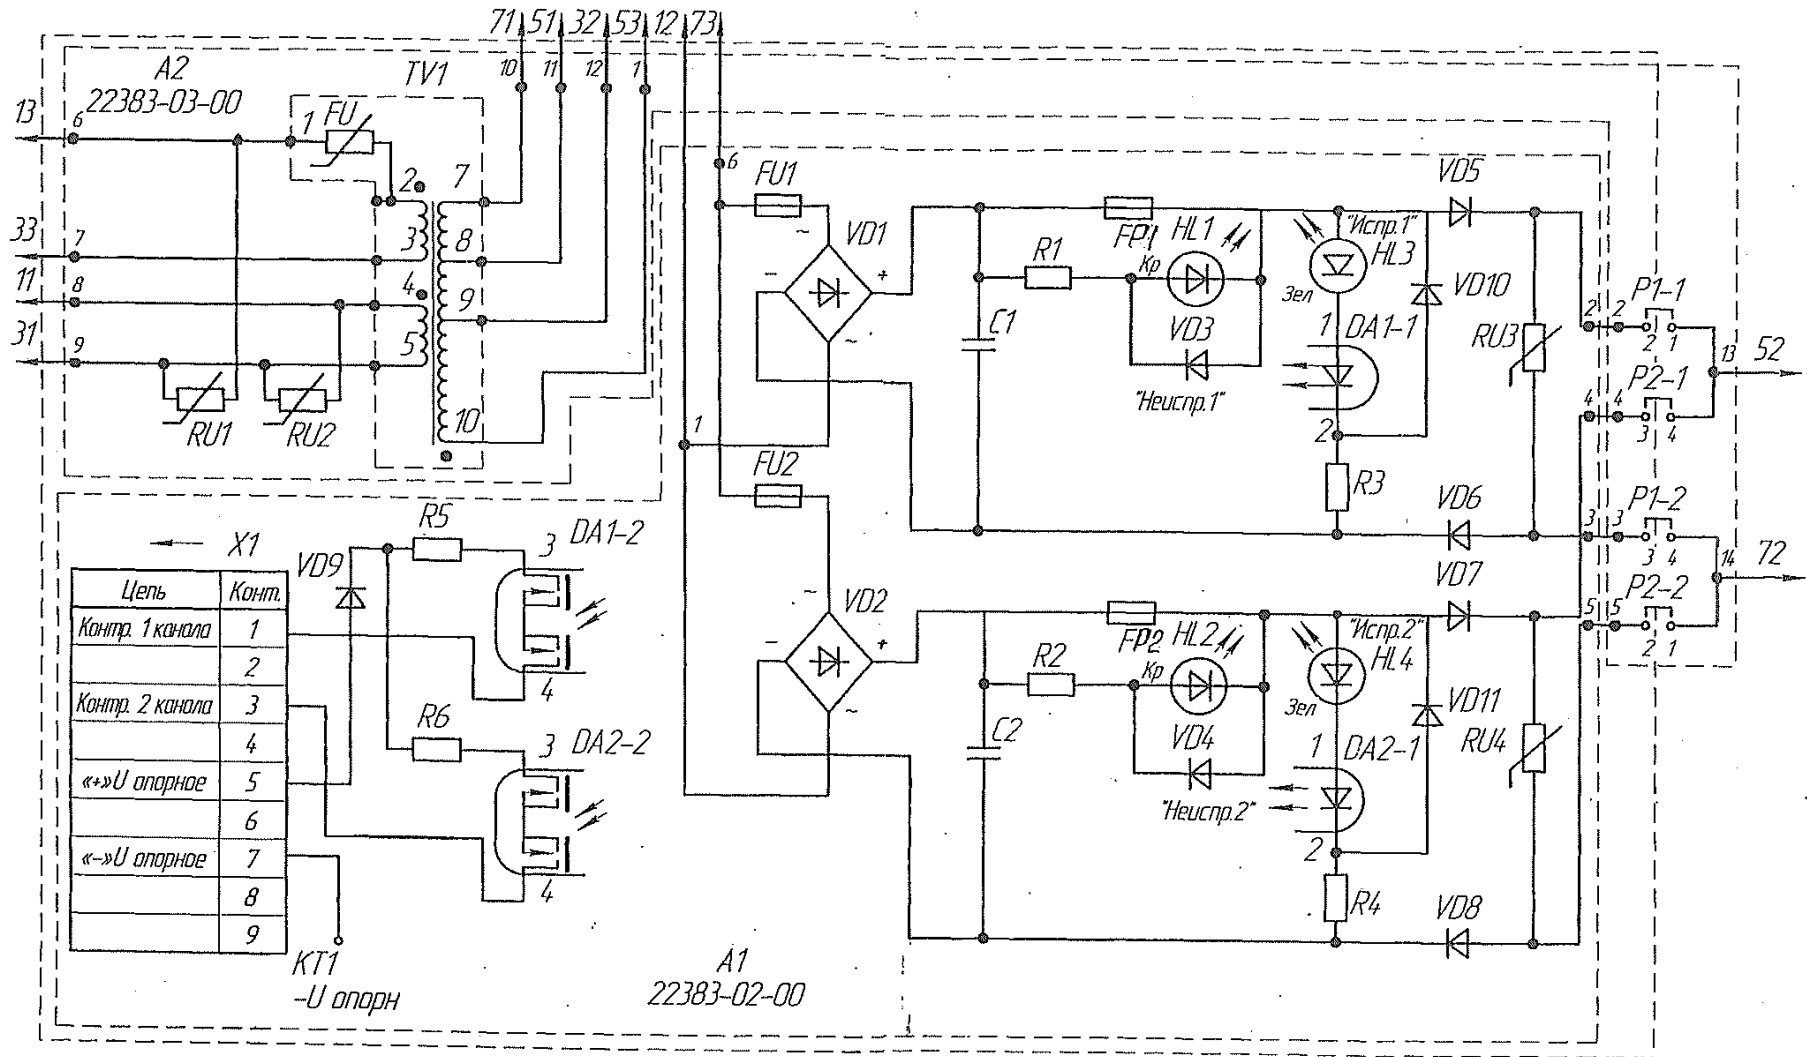 71 51 32 53 12 73
A2
22383-03-00
TV1
10 11 12 1
13 6
1 FU
2 7
33 7
3 8
11 8
4 9
31 9
5
10
RU1 RU2
6
FU1
VD1
~
- +
~
1
FU2
VD2
~
- +
~
C1
R1
FP1
HL1
Кр
VD3
"Неиспр.1"
"Испр.1"
HL3
Зел
1 DA1-1
2
R3
VD5
VD10
RU3
VD6
2 2 P1-1
2 1
13 52
4 4 P2-1
3 4
3 3 P1-2
3 4
14 72
5 5 P2-2
2 1
C2
R2
FP2
HL2
Кр
VD4
"Неиспр.2"
"Испр.2"
HL4
Зел
1 DA2-1
2
R4
VD7
VD11
RU4
VD8
X1
VD9
R5
3 DA1-2
4
R6
3 DA2-2
4
Цепь Конт.
Контр. 1 канала 1
2
Контр. 2 канала 3
4
«+»U опорное 5
6
«-»U опорное 7
8
9
КТ1
-U опорн
A1
22383-02-00